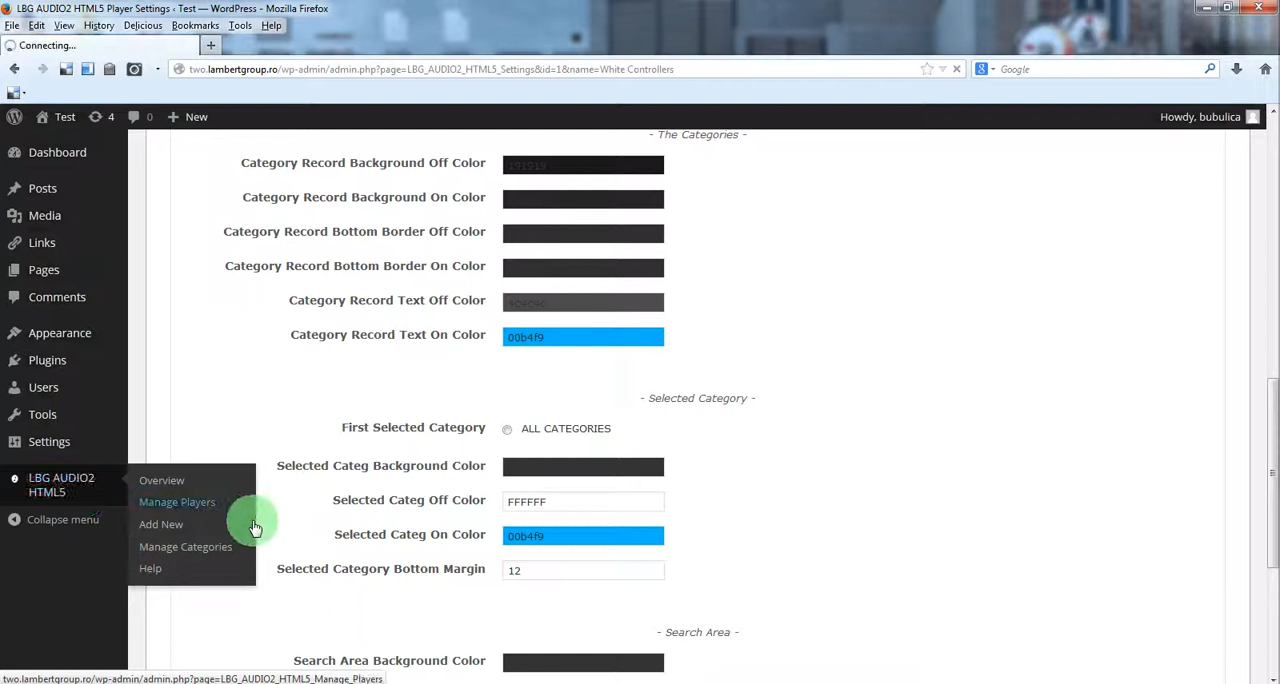 LBG AUDIO2 HTML5 Player Settings ‹ Test — WordPress - Mozilla Firefox
File Edit View History Delicious Bookmarks Tools Help
Connecting...
two.lambertgroup.ro/wp-admin/admin.php?page=LBG_AUDIO2_HTML5_Settings&id=1&name=White Controllers
Google
Test 4 0 New
Howdy, bubulica
Dashboard
Posts
Media
Links
Pages
Comments
Appearance
Plugins
Users
Tools
Settings
LBG AUDIO2
HTML5
Collapse menu
Overview
Manage Players
Add New
Manage Categories
Help
- The Categories -
Category Record Background Off Color 191919
Category Record Background On Color
Category Record Bottom Border Off Color
Category Record Bottom Border On Color
Category Record Text Off Color
Category Record Text On Color 00b4f9
- Selected Category -
First Selected Category ALL CATEGORIES
Selected Categ Background Color
Selected Categ Off Color FFFFFF
Selected Categ On Color 00b4f9
Selected Category Bottom Margin 12
- Search Area -
Search Area Background Color
two.lambertgroup.ro/wp-admin/admin.php?page=LBG_AUDIO2_HTML5_Manage_Players